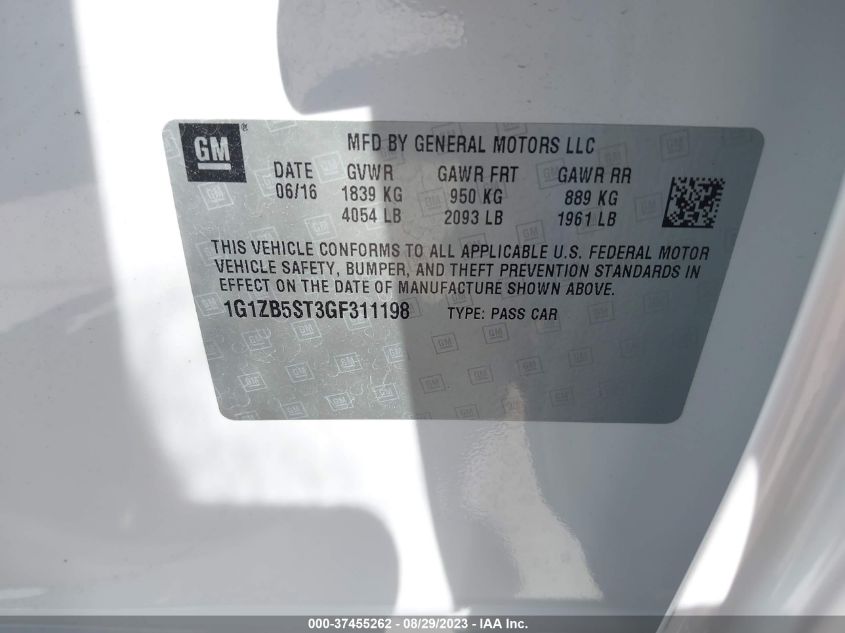 GM®
MFD BY GENERAL MOTORS LLC
DATE GVWR GAWR FRT GAWR RR
06/16 1839 KG 950 KG 889 KG
4054 LB 2093 LB 1961 LB
THIS VEHICLE CONFORMS TO ALL APPLICABLE U.S. FEDERAL MOTOR
VEHICLE SAFETY, BUMPER, AND THEFT PREVENTION STANDARDS IN
EFFECT ON THE DATE OF MANUFACTURE SHOWN ABOVE.
1G1ZB5ST3GF311198 TYPE: PASS CAR
000-37455262 - 08/29/2023 - IAA Inc.